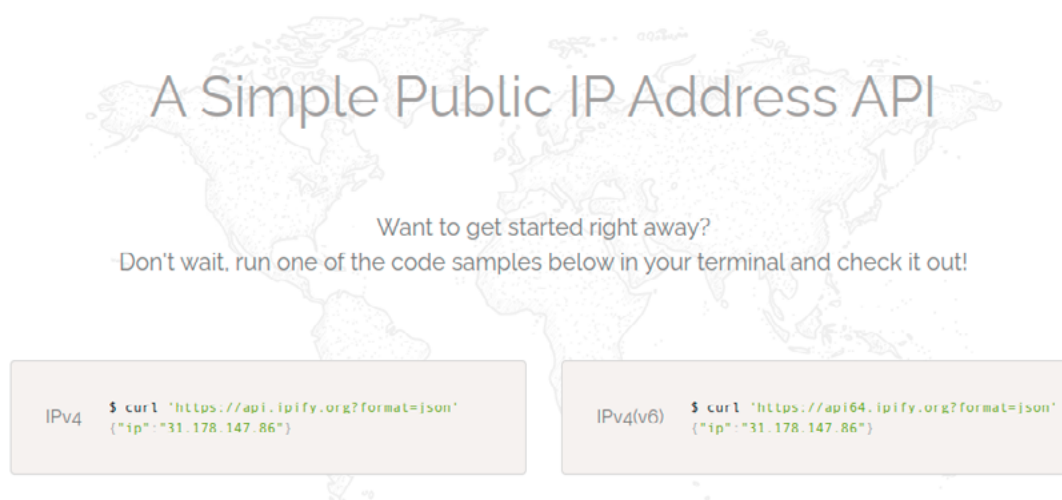 A Simple Public IP Address API
Want to get started right away?
Don't wait, run one of the code samples below in your terminal and check it out!
IPv4
$ curl 'https://api.ipify.org?format=json'
{"ip":"31.178.147.86"}
IPv4(v6)
$ curl 'https://api64.ipify.org?format=json'
{"ip":"31.178.147.86"}